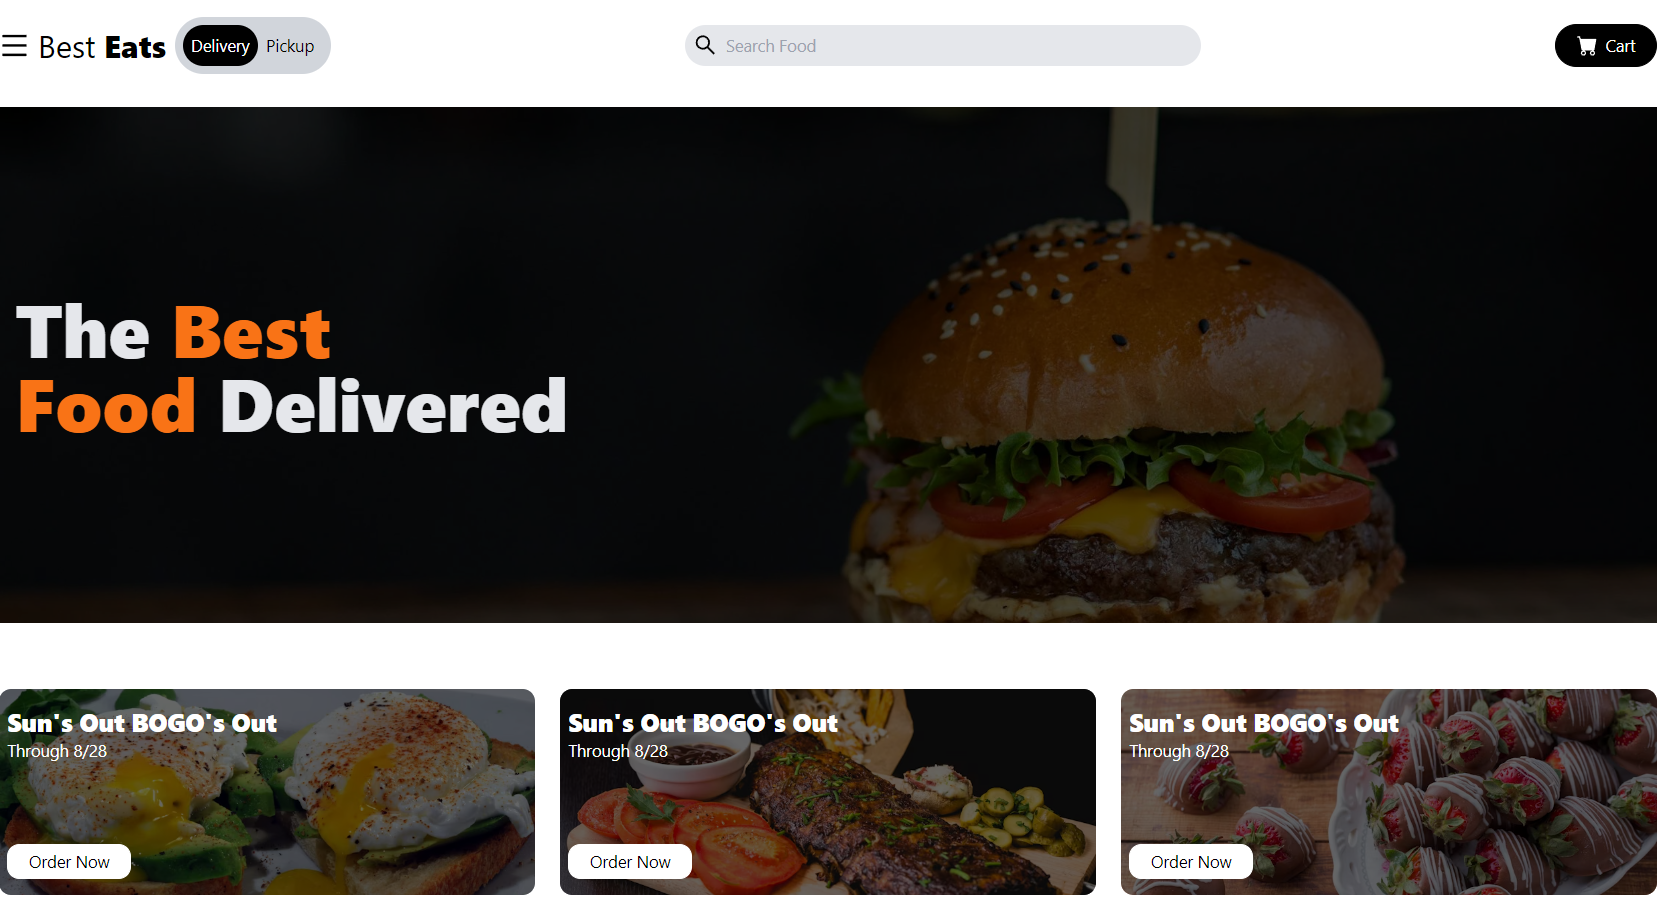 Best Eats
Delivery Pickup
Search Food
Cart
The Best
Food Delivered
Sun's Out BOGO's Out
Through 8/28
Order Now
Sun's Out BOGO's Out
Through 8/28
Order Now
Sun's Out BOGO's Out
Through 8/28
Order Now